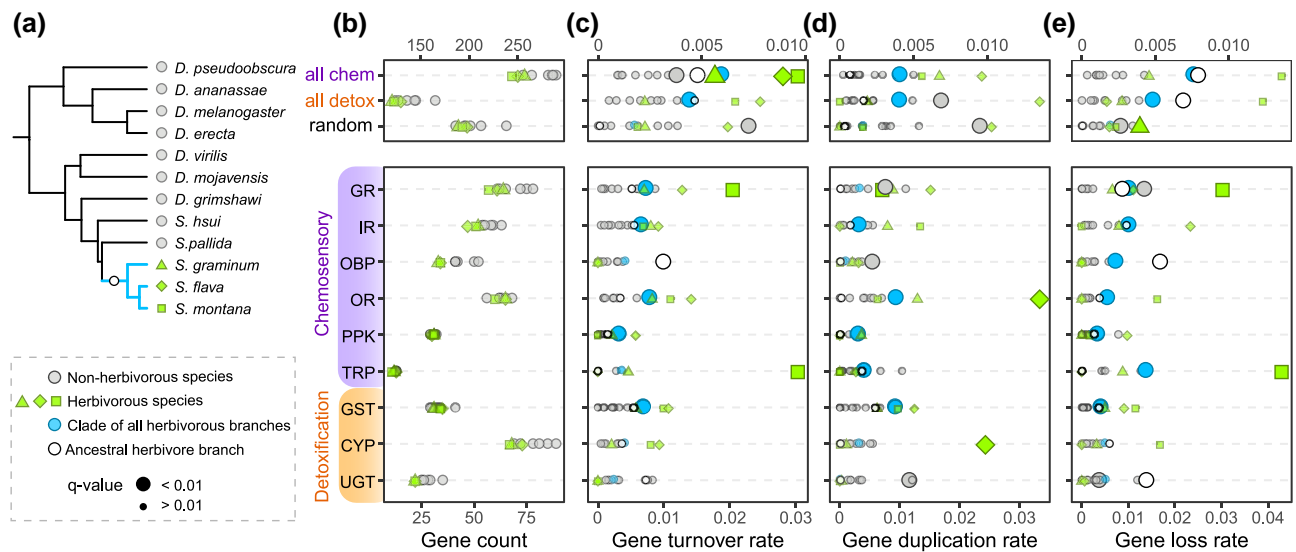 (a)
(b)
(c)
(d)
(e)
D. pseudoobscura
D. ananassae
D. melanogaster
D. erecta
D. virilis
D. mojavensis
D. grimshawi
S. hsui
S.pallida
S. graminum
S. flava
S. montana
Non-herbivorous species
Herbivorous species
Clade of all herbivorous branches
Ancestral herbivore branch
q-value
< 0.01
> 0.01
150 200 250
0 0.005 0.010
0 0.005 0.010
0 0.005 0.010
all chem
all detox
random
Chemosensory
GR
IR
OBP
OR
PPK
TRP
Detoxification
GST
CYP
UGT
25 50 75
0 0.01 0.02 0.03
0 0.01 0.02 0.03
0 0.01 0.02 0.03 0.04
Gene count
Gene turnover rate
Gene duplication rate
Gene loss rate